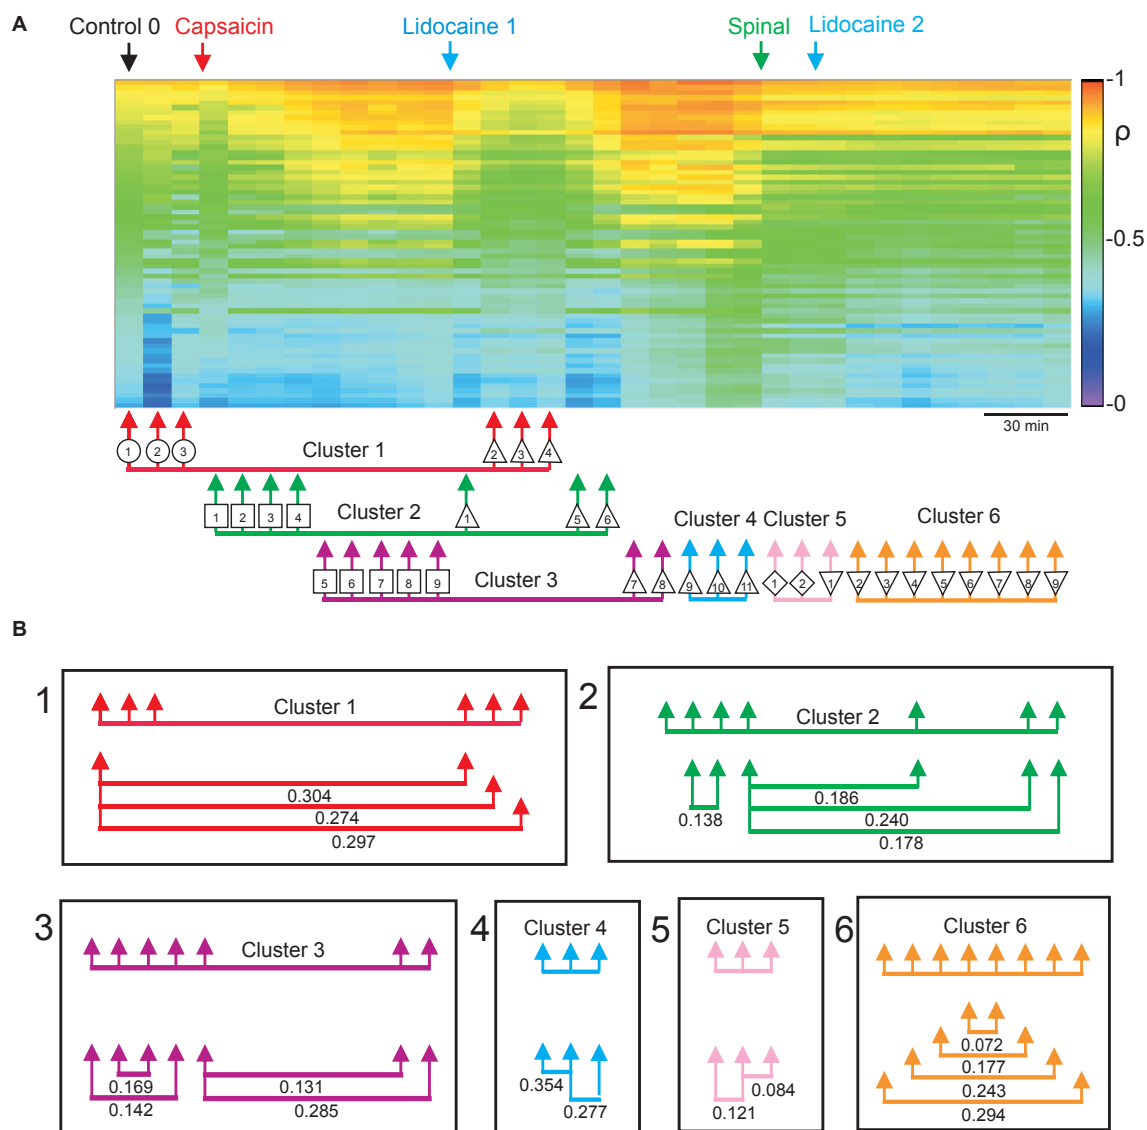 A
Control 0 Capsaicin Lidocaine 1 Spinal Lidocaine 2
-1
ρ
-0.5
-0
30 min
1 2 3 Cluster 1 2 3 4
1 2 3 4 Cluster 2 1 5 6
Cluster 4 Cluster 5 Cluster 6
5 6 7 8 9 Cluster 3 7 8 9 10 11 1 2 1 2 3 4 5 6 7 8 9
B
1 Cluster 1
0.304
0.274
0.297
2 Cluster 2
0.138 0.186
0.240
0.178
3 Cluster 3
0.169 0.131
0.142 0.285
4 Cluster 4
0.354
0.277
5 Cluster 5
0.084
0.121
6 Cluster 6
0.072
0.177
0.243
0.294